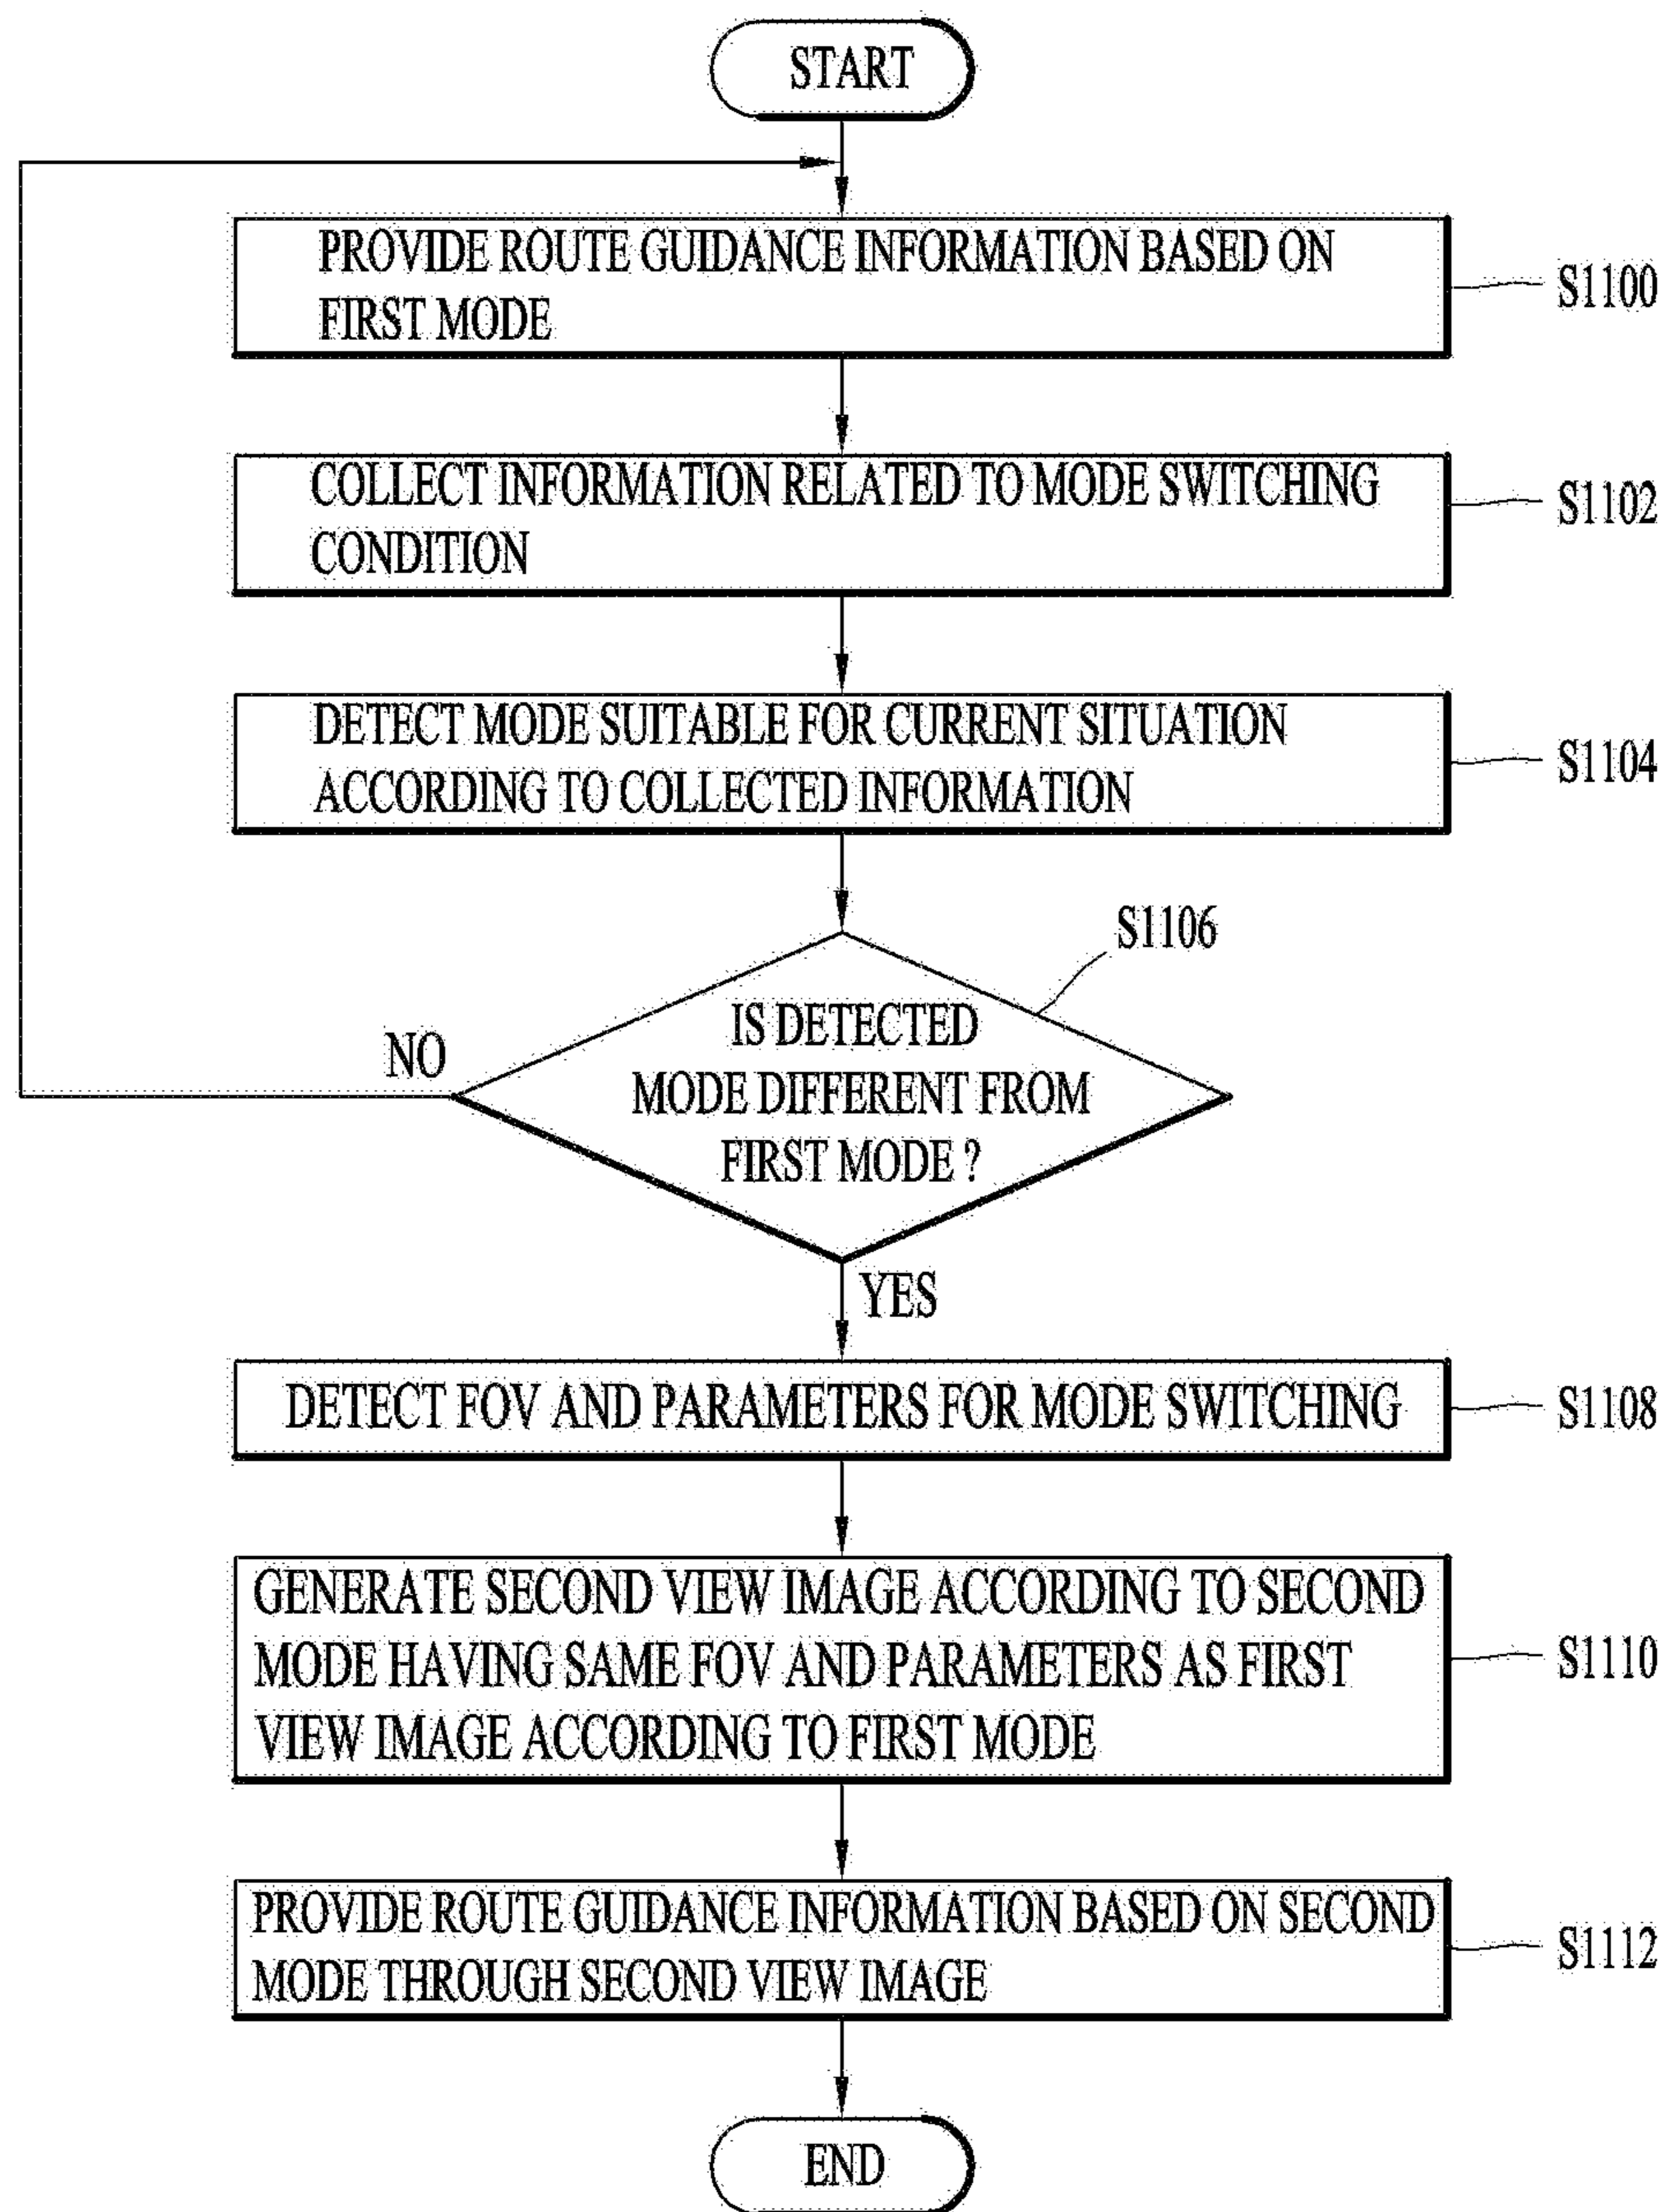 START
PROVIDE ROUTE GUIDANCE INFORMATION BASED ON
FIRST MODE
S1100
COLLECT INFORMATION RELATED TO MODE SWITCHING
CONDITION
S1102
DETECT MODE SUITABLE FOR CURRENT SITUATION
ACCORDING TO COLLECTED INFORMATION
S1104
S1106
IS DETECTED
MODE DIFFERENT FROM
FIRST MODE ?
NO
YES
DETECT FOV AND PARAMETERS FOR MODE SWITCHING
S1108
GENERATE SECOND VIEW IMAGE ACCORDING TO SECOND
MODE HAVING SAME FOV AND PARAMETERS AS FIRST
VIEW IMAGE ACCORDING TO FIRST MODE
S1110
PROVIDE ROUTE GUIDANCE INFORMATION BASED ON SECOND
MODE THROUGH SECOND VIEW IMAGE
S1112
END